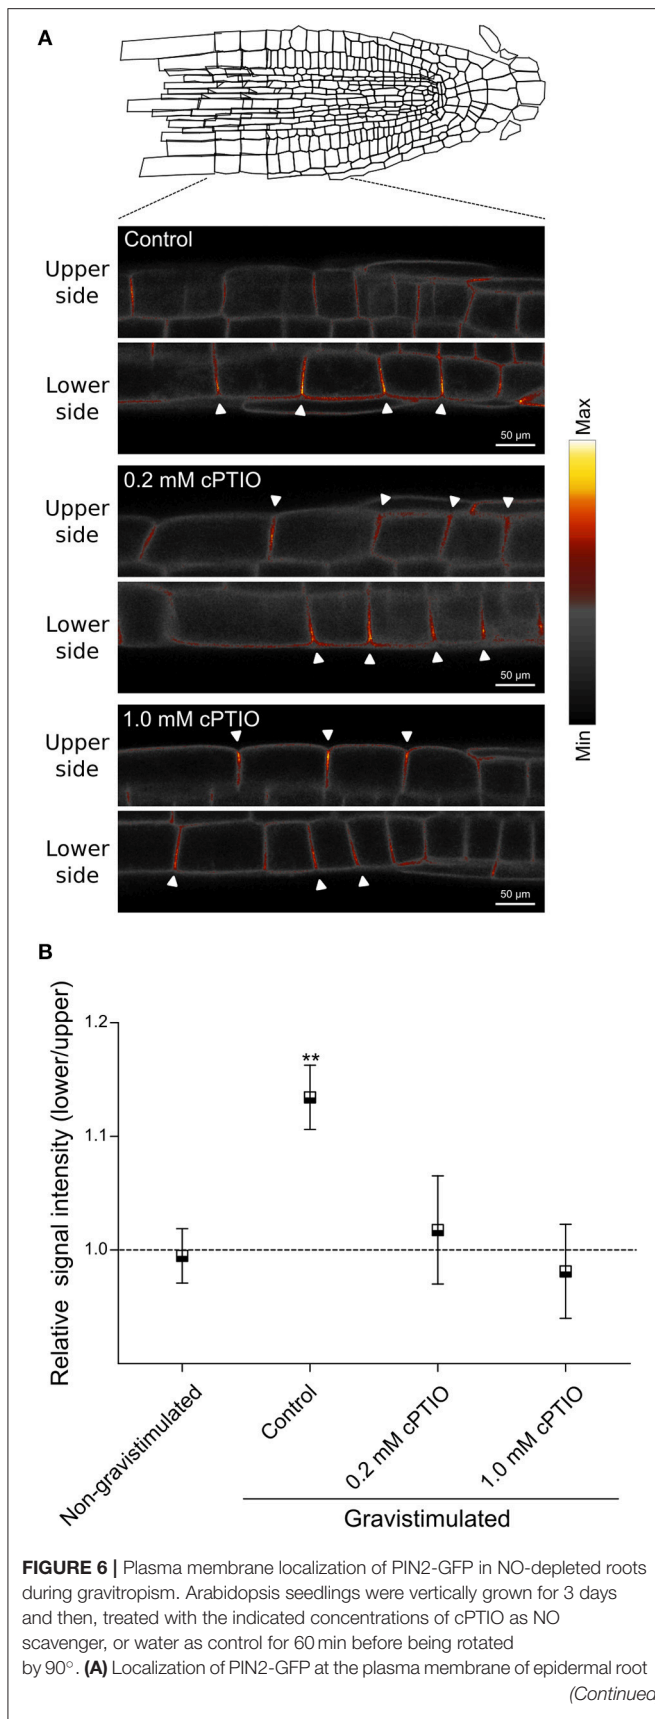 A
Control
Upper
side
Lower
side
50 µm
0.2 mM cPTIO
Upper
side
Lower
side
50 µm
1.0 mM cPTIO
Upper
side
Lower
side
50 µm
Max
Min
B
Relative signal intensity (lower/upper)
1.2
1.1
1.0
**
Non-gravistimulated
Control
0.2 mM cPTIO
1.0 mM cPTIO
Gravistimulated
FIGURE 6 | Plasma membrane localization of PIN2-GFP in NO-depleted roots
during gravitropism. Arabidopsis seedlings were vertically grown for 3 days
and then, treated with the indicated concentrations of cPTIO as NO
scavenger, or water as control for 60 min before being rotated
by 90°. (A) Localization of PIN2-GFP at the plasma membrane of epidermal root
(Continued